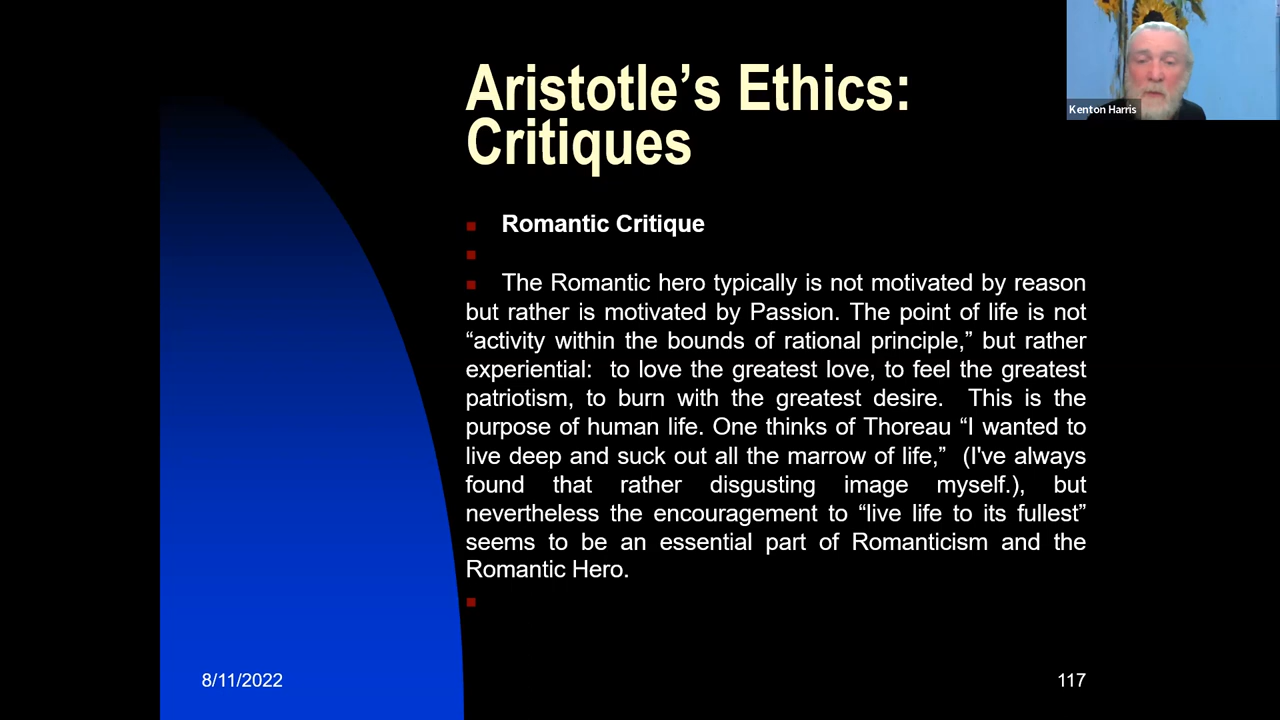 Aristotle’s Ethics:
Critiques
Kenton Harris
Romantic Critique
The Romantic hero typically is not motivated by reason
but rather is motivated by Passion. The point of life is not
“activity within the bounds of rational principle,” but rather
experiential:  to love the greatest love, to feel the greatest
patriotism, to burn with the greatest desire.  This is the
purpose of human life. One thinks of Thoreau “I wanted to
live deep and suck out all the marrow of life,”  (I've always
found that rather disgusting image myself.), but
nevertheless the encouragement to “live life to its fullest”
seems to be an essential part of Romanticism and the
Romantic Hero.
8/11/2022
117